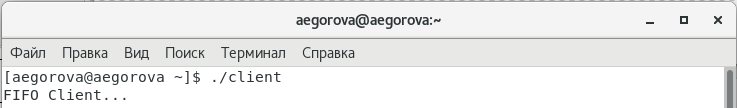 aegorova@aegorova:~
Файл Правка Вид Поиск Терминал Справка
[aegorova@aegorova ~]$ ./client
FIFO Client...